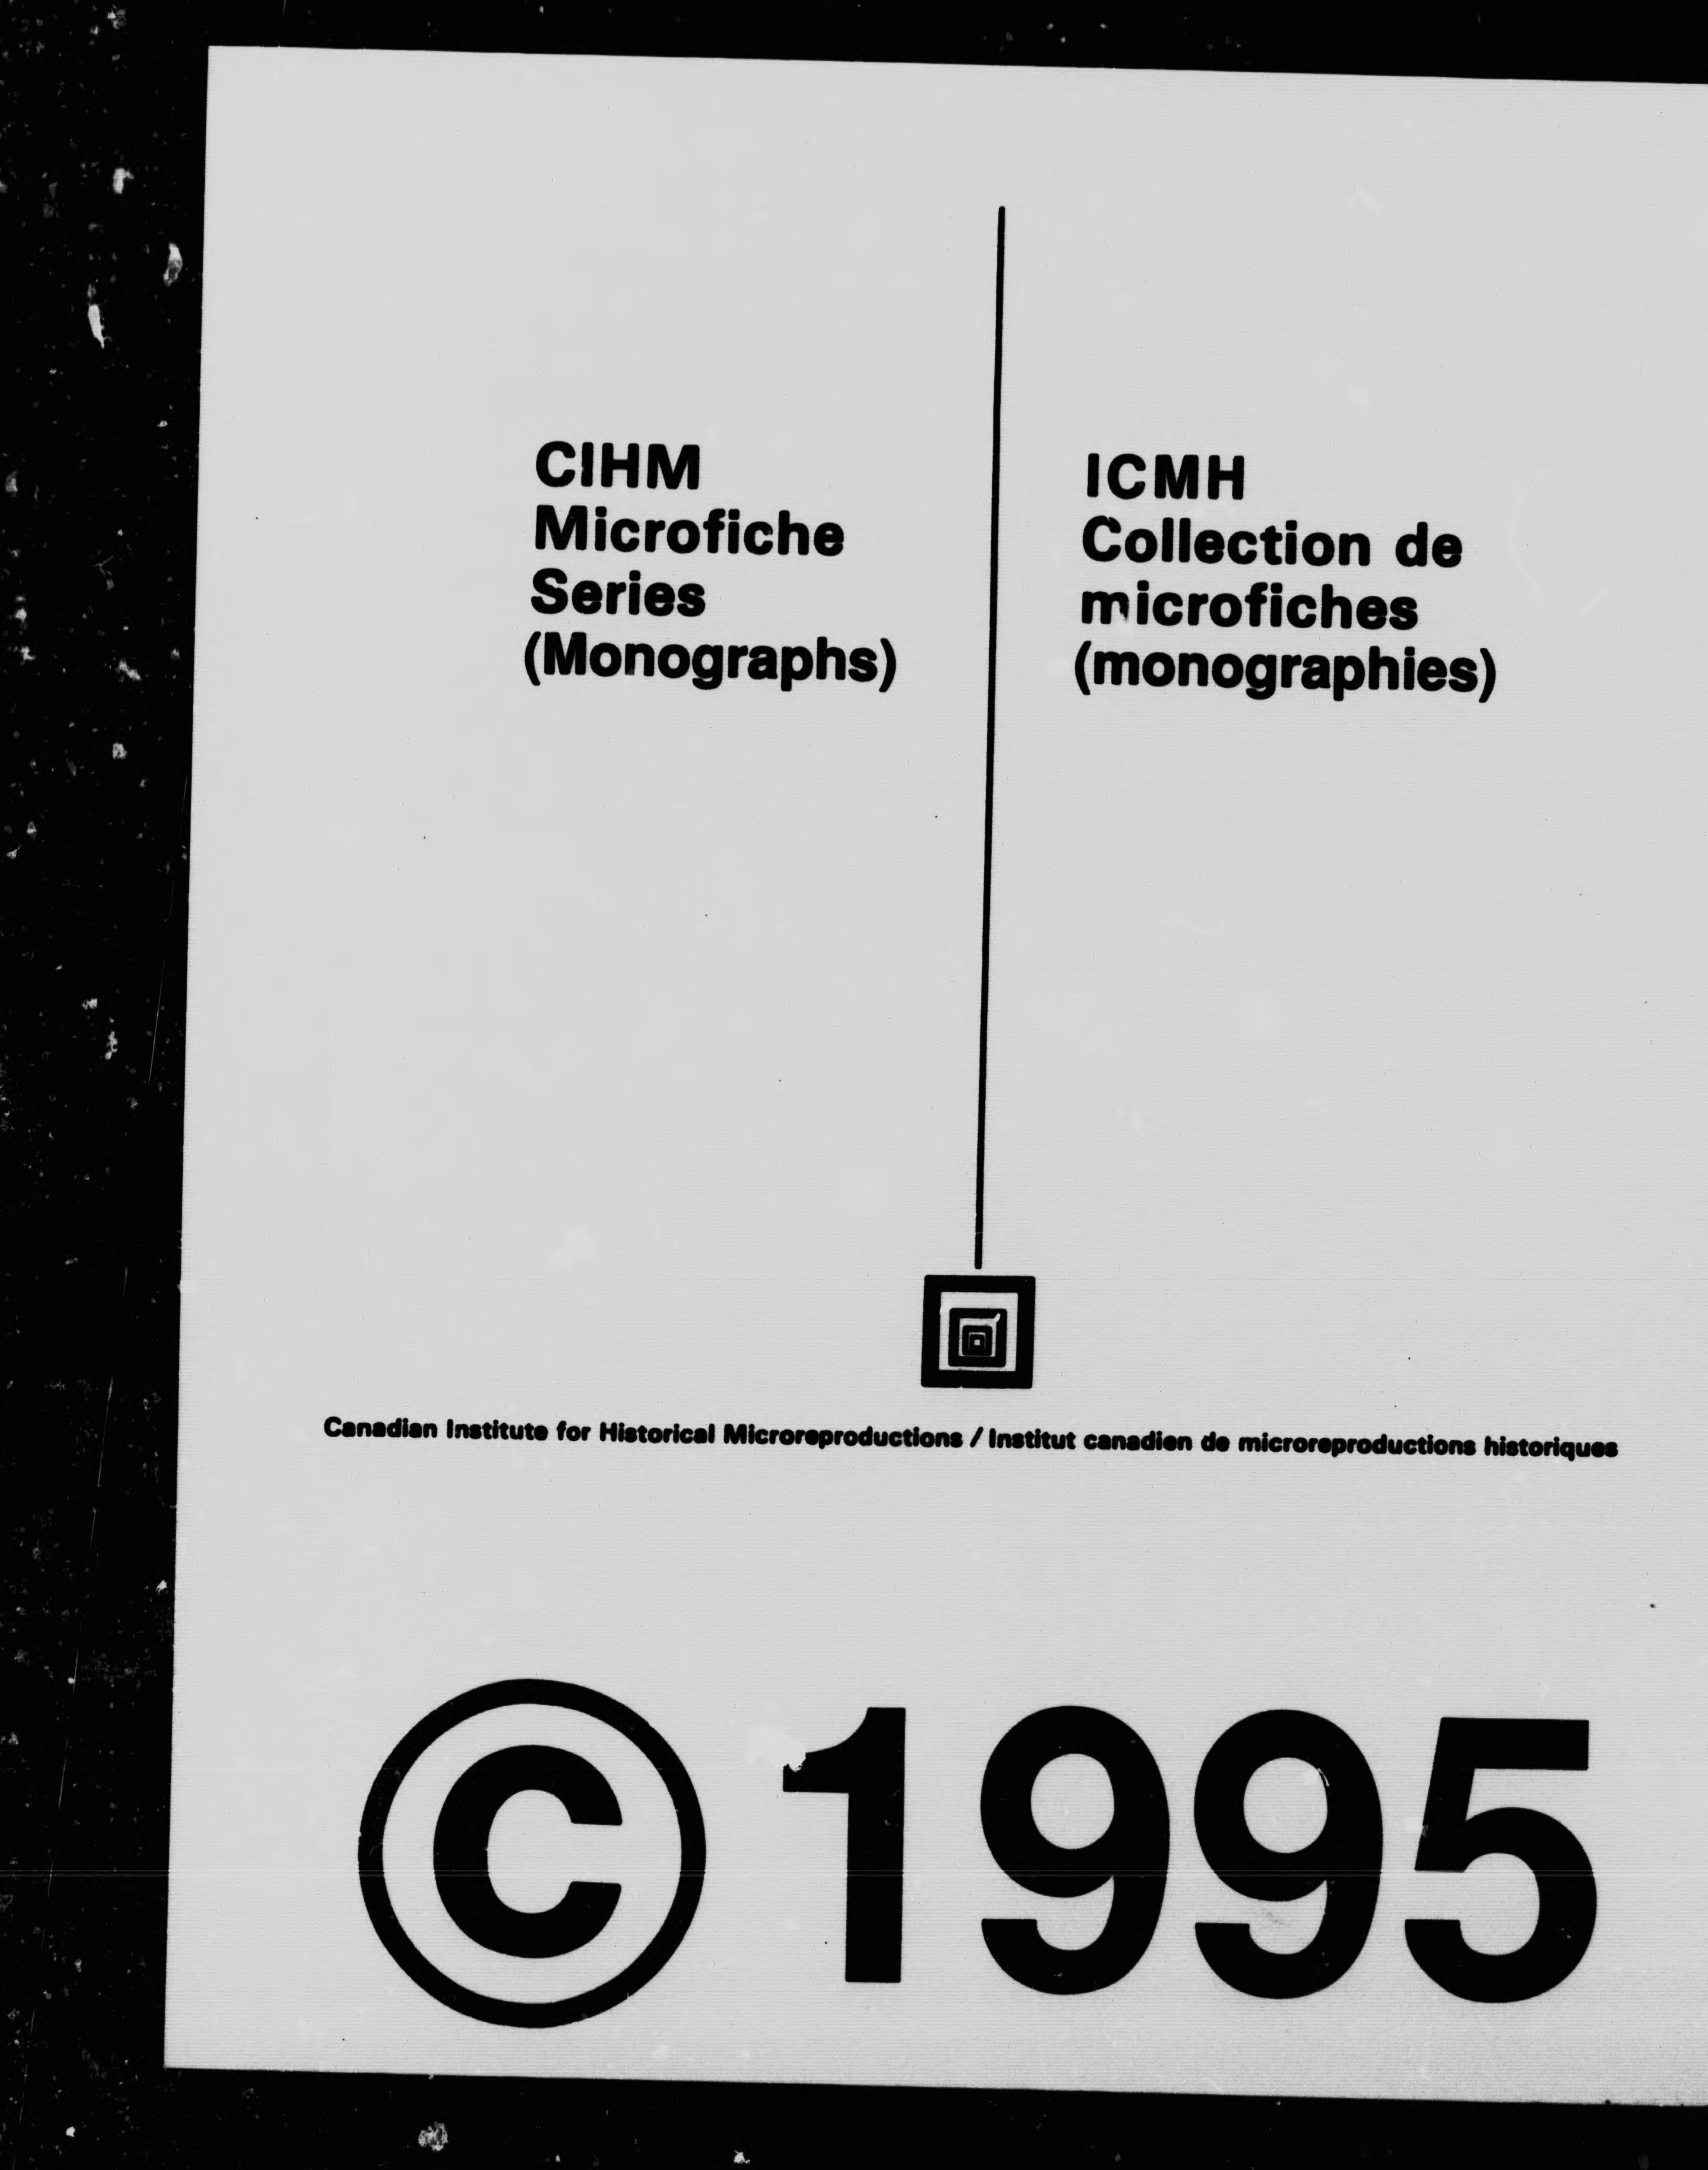 CIHM
Microfiche
Series
(Monographs)
ICMH
Collection de
microfiches
(monographies)
Canadian Institute for Historical Microreproductions / Institut canadien de microreproductions historiques
© 1995